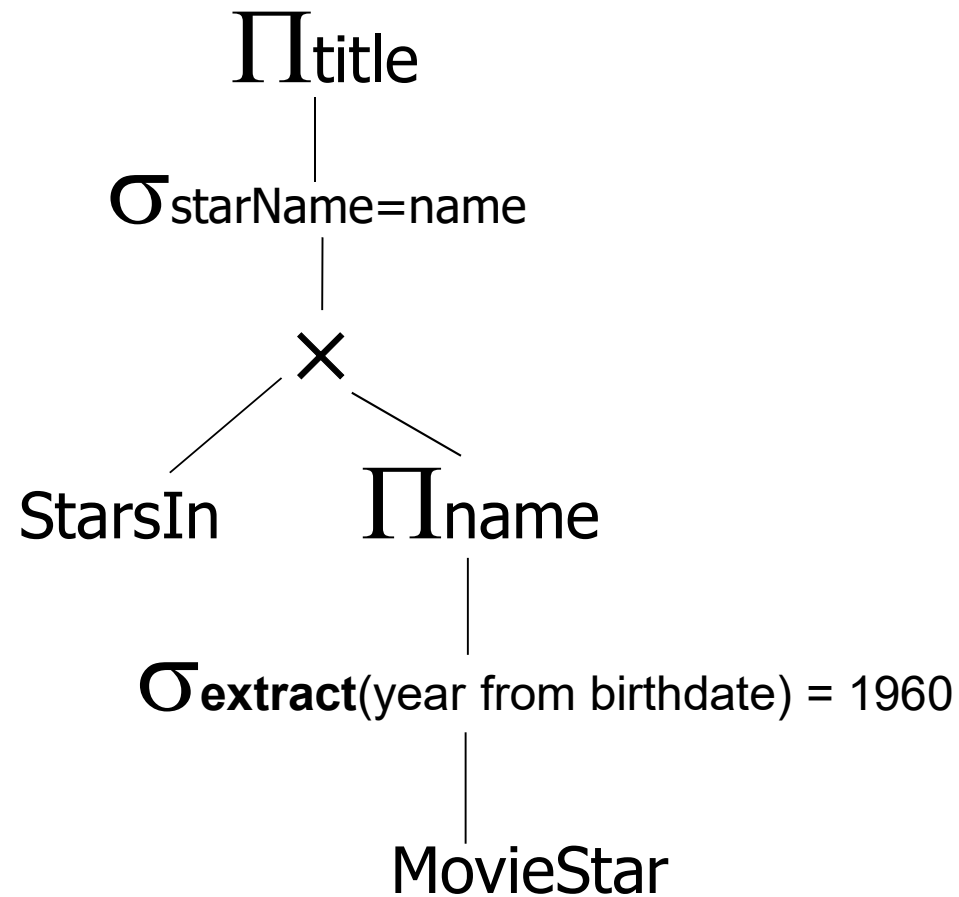 Πtitle
σstarName=name
×
StarsIn Πname
σextract(year from birthdate) = 1960
MovieStar